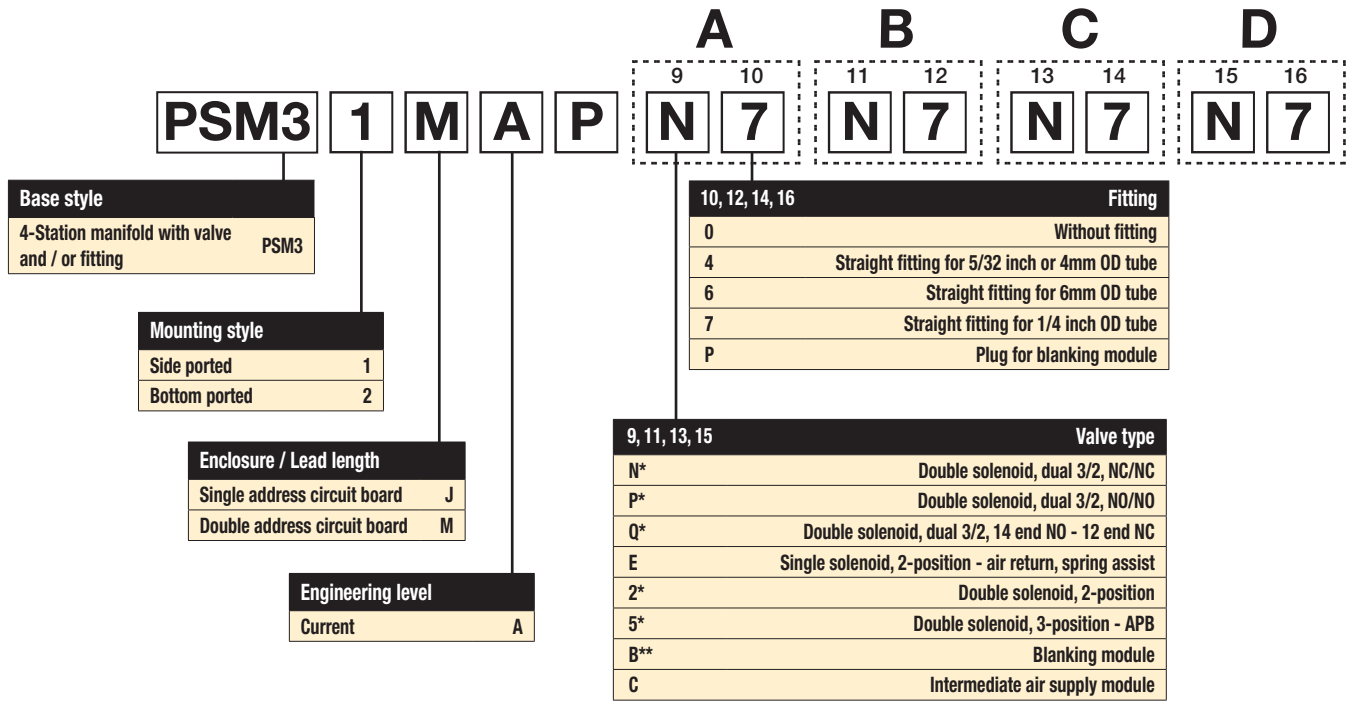 A B C D
9 10 11 12 13 14 15 16
PSM3 1 M A P N 7 N 7 N 7 N 7
Base style
4-Station manifold with valve
and / or fitting PSM3
10, 12, 14, 16 Fitting
0 Without fitting
4 Straight fitting for 5/32 inch or 4mm OD tube
6 Straight fitting for 6mm OD tube
7 Straight fitting for 1/4 inch OD tube
P Plug for blanking module
Mounting style
Side ported 1
Bottom ported 2
Enclosure / Lead length
Single address circuit board J
Double address circuit board M
Engineering level
Current A
9, 11, 13, 15 Valve type
N* Double solenoid, dual 3/2, NC/NC
P* Double solenoid, dual 3/2, NO/NO
Q* Double solenoid, dual 3/2, 14 end NO - 12 end NC
E Single solenoid, 2-position - air return, spring assist
2* Double solenoid, 2-position
5* Double solenoid, 3-position - APB
B** Blanking module
C Intermediate air supply module